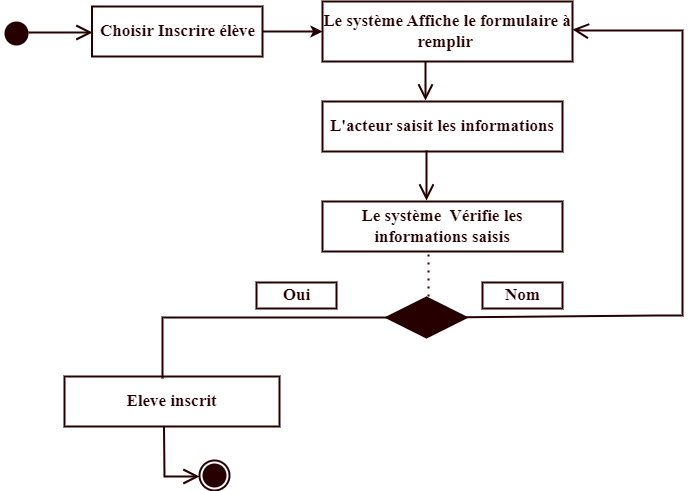 Choisir Inscrire élève
Le système Affiche le formulaire à
remplir
L'acteur saisit les informations
Le système Vérifie les
informations saisis
Oui
Nom
Eleve inscrit